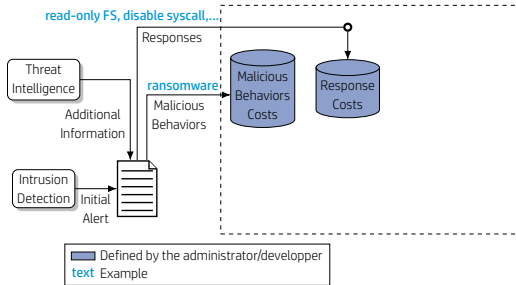 read-only FS, disable syscall,...
Responses
Threat
Intelligence
ransomware
Malicious
Behaviors
Malicious
Behaviors
Costs
Response
Costs
Additional
Information
Intrusion
Detection
Initial
Alert
Defined by the administrator/developper
text Example